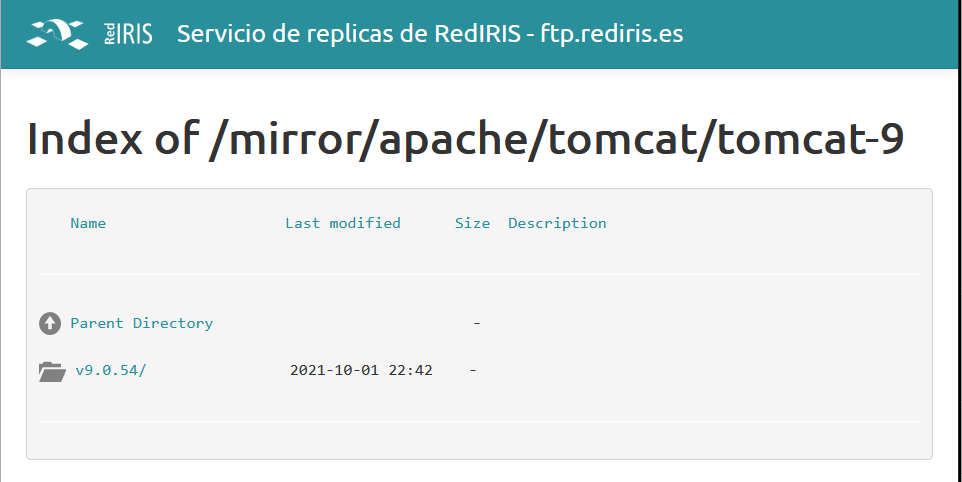 RedIRIS Servicio de replicas de RedIRIS - ftp.rediris.es
Index of /mirror/apache/tomcat/tomcat-9
Name Last modified Size Description
Parent Directory -
v9.0.54/ 2021-10-01 22:42 -